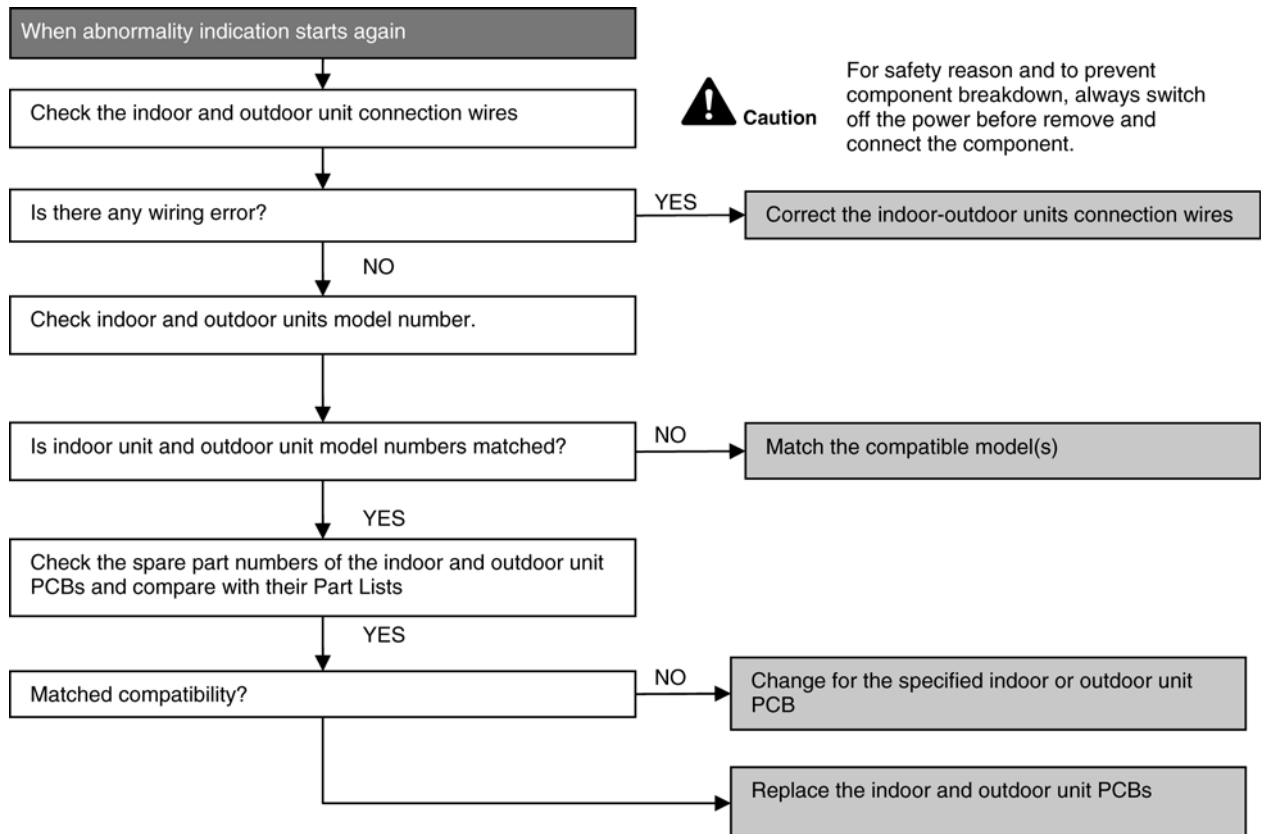 When abnormality indication starts again
Check the indoor and outdoor unit connection wires
Caution
For safety reason and to prevent
component breakdown, always switch
off the power before remove and
connect the component.
Is there any wiring error?
YES
Correct the indoor-outdoor units connection wires
NO
Check indoor and outdoor units model number.
Is indoor unit and outdoor unit model numbers matched?
NO
Match the compatible model(s)
YES
Check the spare part numbers of the indoor and outdoor unit
PCBs and compare with their Part Lists
YES
Matched compatibility?
NO
Change for the specified indoor or outdoor unit
PCB
Replace the indoor and outdoor unit PCBs